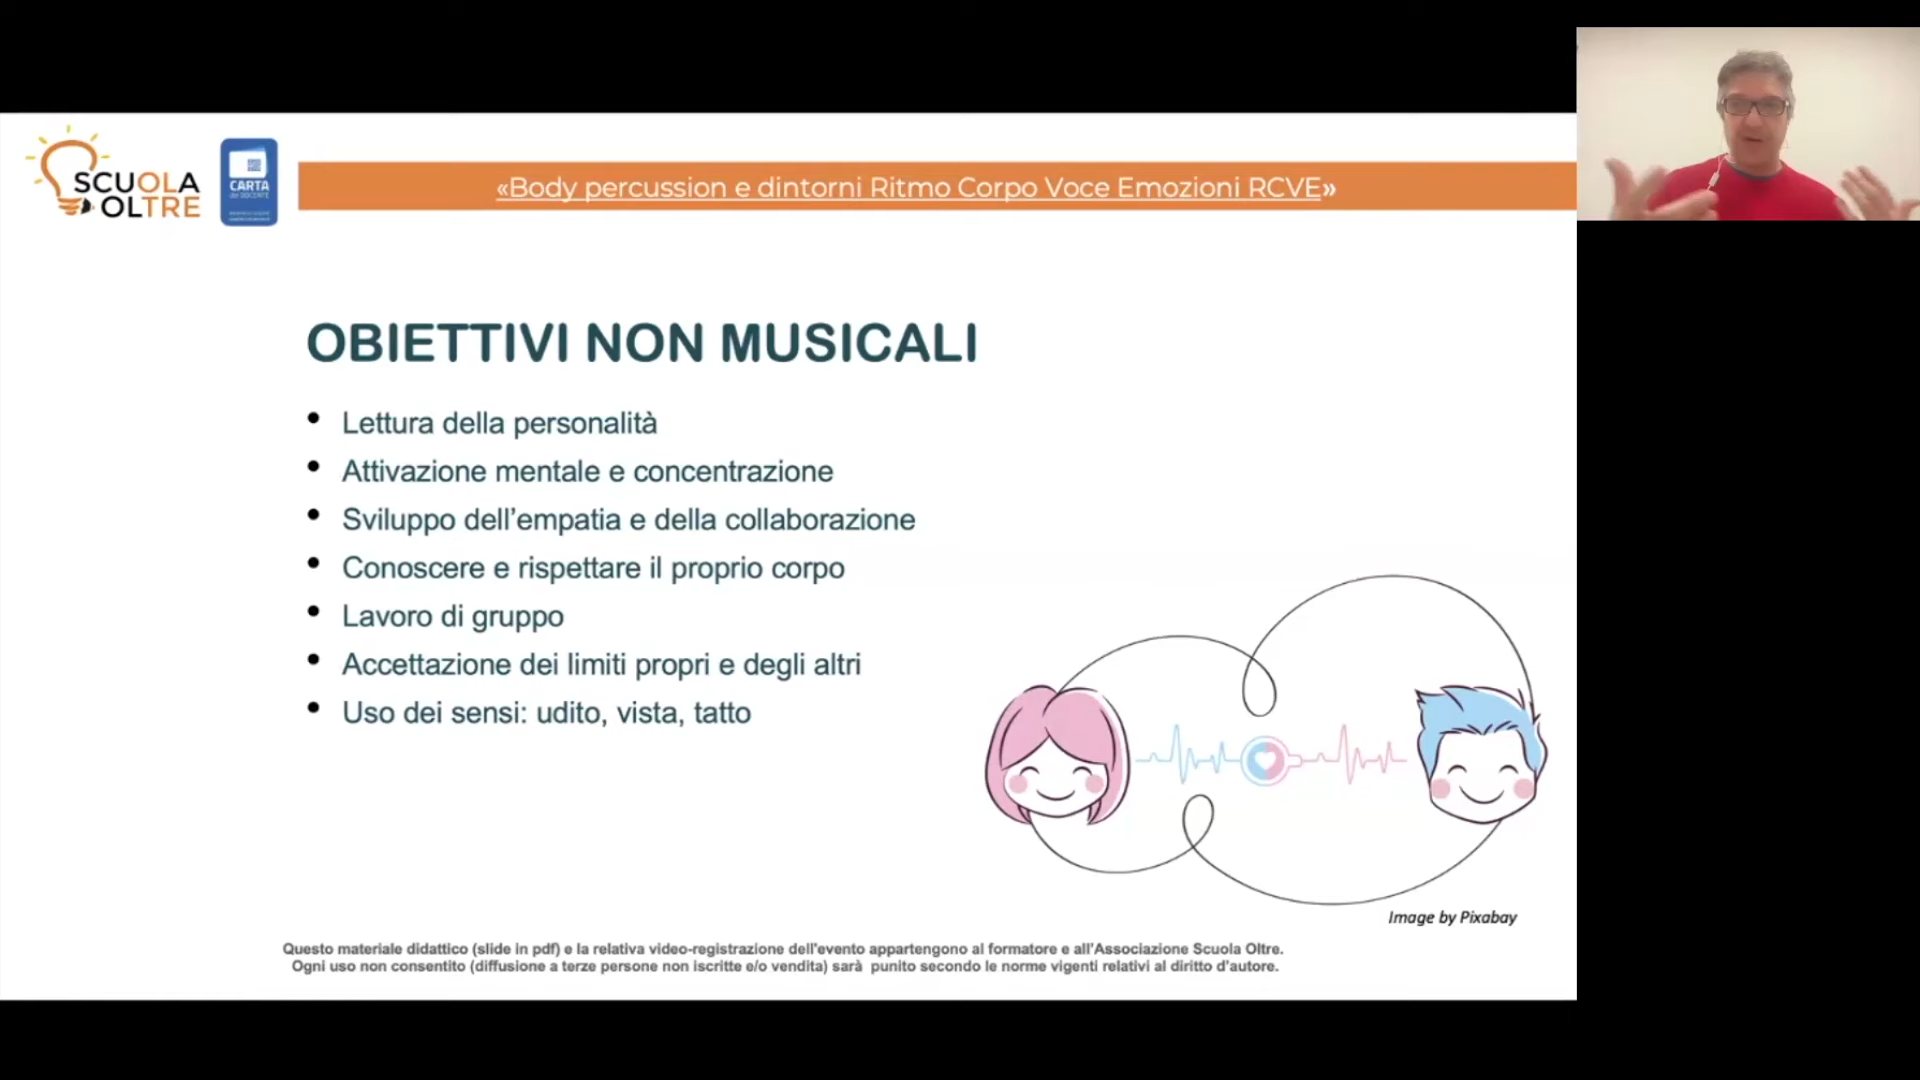 SCUOLA
OLTRE
CARTA
del DOCENTE
«Body percussion e dintorni Ritmo Corpo Voce Emozioni RCVE»
OBIETTIVI NON MUSICALI
• Lettura della personalità
• Attivazione mentale e concentrazione
• Sviluppo dell’empatia e della collaborazione
• Conoscere e rispettare il proprio corpo
• Lavoro di gruppo
• Accettazione dei limiti propri e degli altri
• Uso dei sensi: udito, vista, tatto
Image by Pixabay
Questo materiale didattico (slide in pdf) e la relativa video-registrazione dell'evento appartengono al formatore e all'Associazione Scuola Oltre.
Ogni uso non consentito (diffusione a terze persone non iscritte e/o vendita) sarà punito secondo le norme vigenti relativi al diritto d'autore.